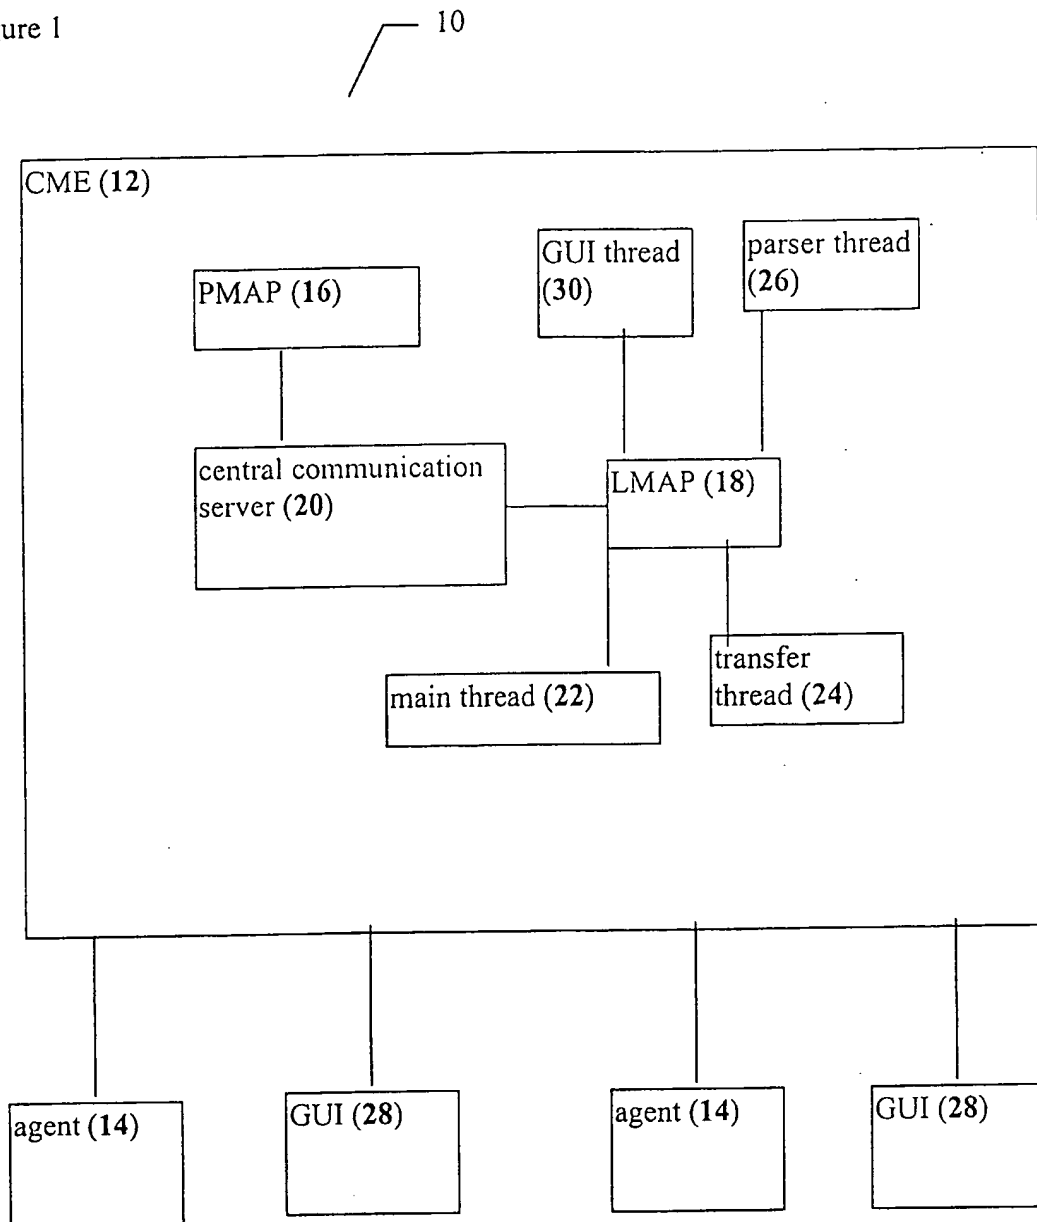 ure 1
10
CME (12)
GUI thread
(30)
parser thread
(26)
PMAP (16)
central communication
server (20)
LMAP (18)
main thread (22)
transfer
thread (24)
agent (14)
GUI (28)
agent (14)
GUI (28)